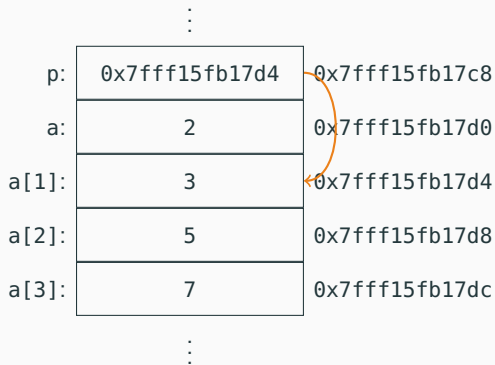 p: 0x7fff15fb17d4 0x7fff15fb17c8
a: 2 0x7fff15fb17d0
a[1]: 3 0x7fff15fb17d4
a[2]: 5 0x7fff15fb17d8
a[3]: 7 0x7fff15fb17dc